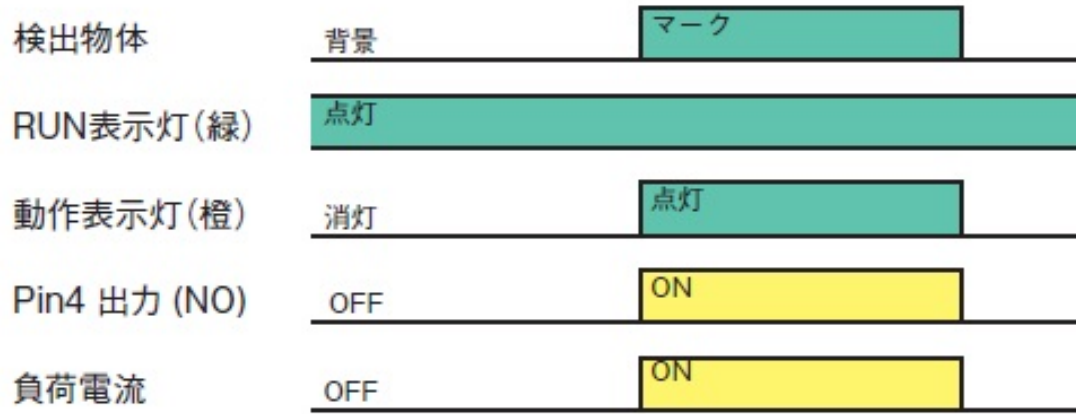 検出物体 背景 マーク
RUN表示灯(緑) 点灯
動作表示灯(橙) 消灯 点灯
Pin4 出力 (NO) OFF ON
負荷電流 OFF ON